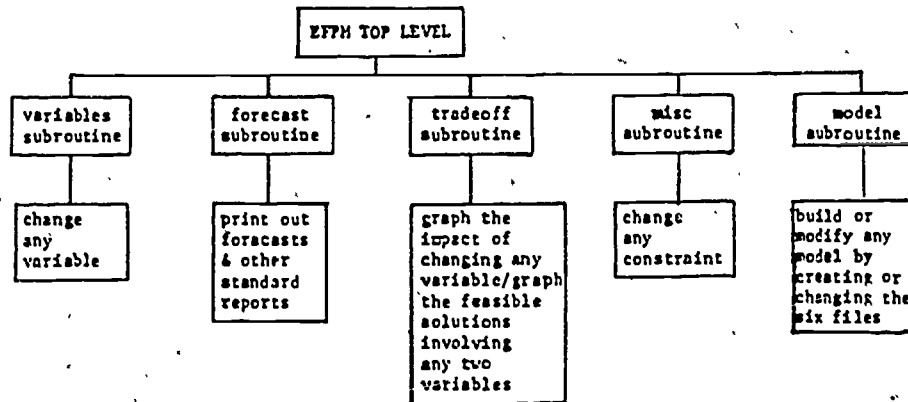 EFPM TOP LEVEL
variables
subroutine
forecast
subroutine
tradeoff
subroutine
misc
subroutine
model
subroutine
change
any
variable
print out
forecasts
& other
standard
reports
graph the
impact of
changing any
variable/graph
the feasible
solutions
involving
any two
variables
change
any
constraint
build or
modify any
model by
creating or
changing the
six files